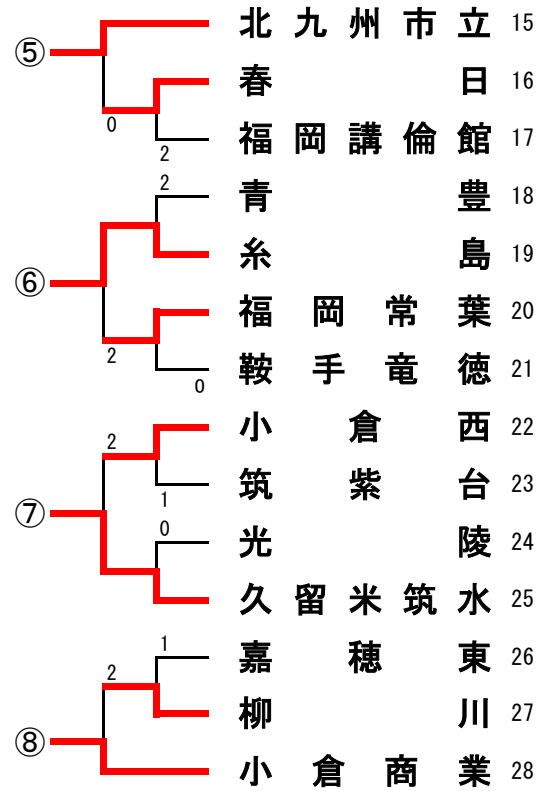 北九州市立 15
⑤
春日 16
0
福岡講倫館 17
2
2
青豊 18
糸島 19
⑥
福岡常葉 20
2
鞍手竜徳 21
0
小倉西 22
2
筑紫台 23
1
⑦
0
光陵 24
久留米筑水 25
1
嘉穂東 26
2
柳川 27
⑧
小倉商業 28